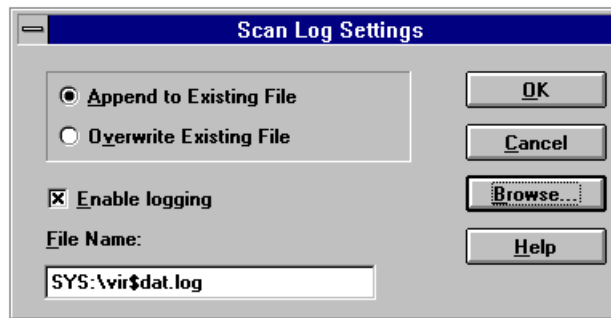 Scan Log Settings
Append to Existing File
Overwrite Existing File
Enable logging
File Name:
SYS:\vir$dat.log
OK
Cancel
Browse...
Help